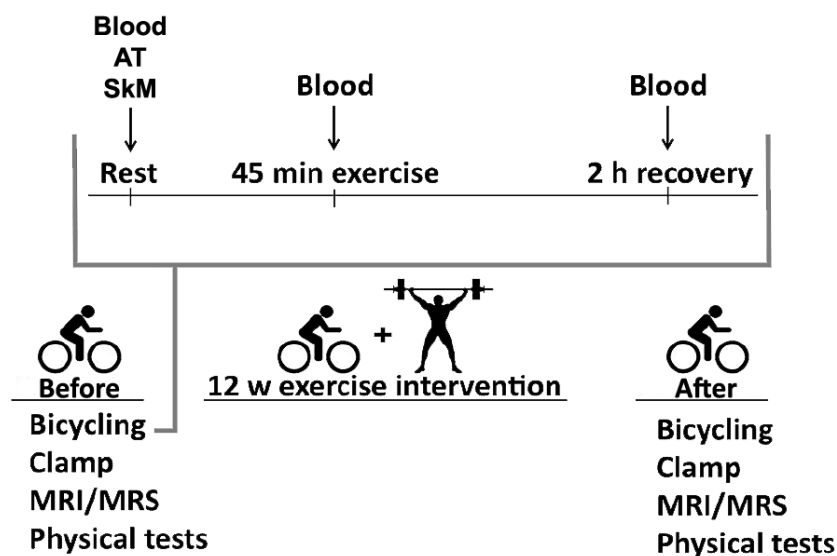 Blood
AT
SkM
Blood
Blood
Rest
45 min exercise
2 h recovery
+
Before
12 w exercise intervention
After
Bicycling
Clamp
MRI/MRS
Physical tests
Bicycling
Clamp
MRI/MRS
Physical tests